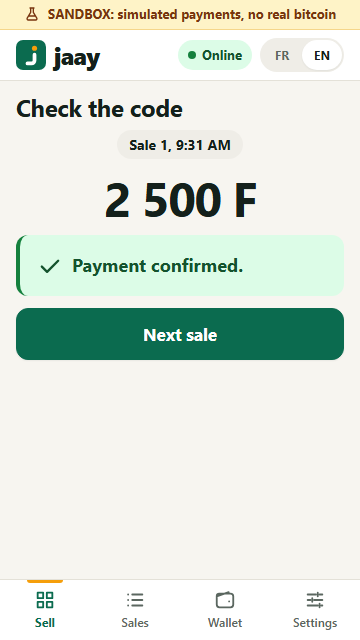 SANDBOX: simulated payments, no real bitcoin
jaay
Online
FR
EN
Check the code
Sale 1, 9:31 AM
2 500 F
Payment confirmed.
Next sale
Sell
Sales
Wallet
Settings